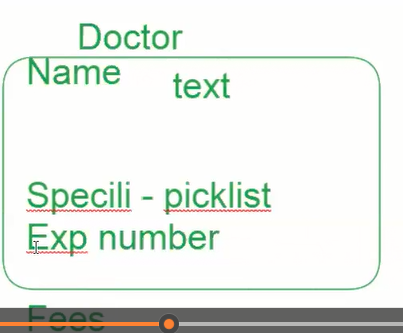 Doctor
Name
text
Specili - picklist
Exp number
Fees